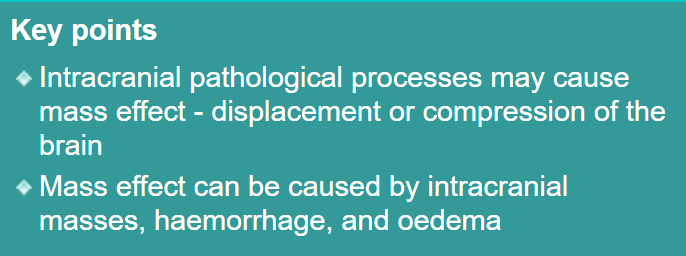 Key points
Intracranial pathological processes may cause
mass effect - displacement or compression of the
brain
Mass effect can be caused by intracranial
masses, haemorrhage, and oedema